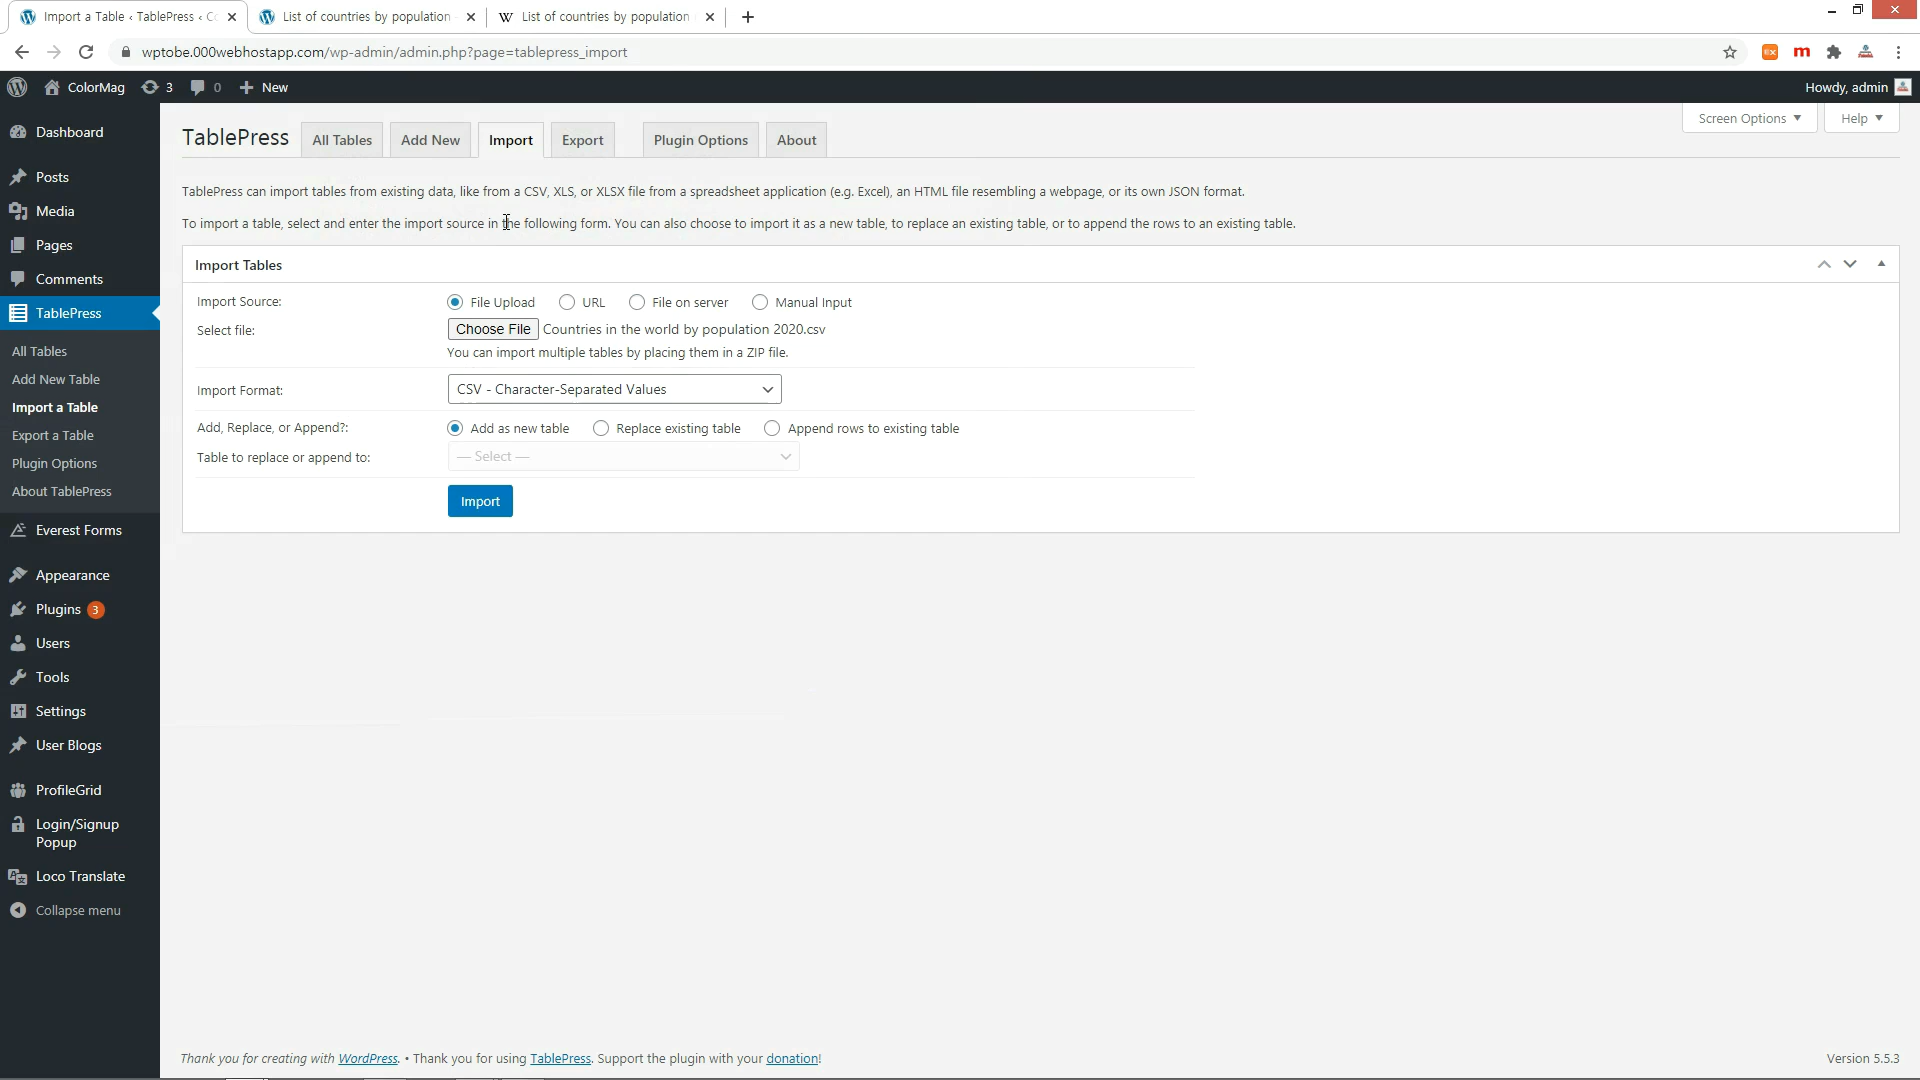 Import a Table ‹ TablePress ‹ Co
List of countries by population
List of countries by population
wptobe.000webhostapp.com/wp-admin/admin.php?page=tablepress_import
ColorMag
3
0
New
Howdy, admin
Dashboard
Posts
Media
Pages
Comments
TablePress
All Tables
Add New Table
Import a Table
Export a Table
Plugin Options
About TablePress
Everest Forms
Appearance
Plugins 3
Users
Tools
Settings
User Blogs
ProfileGrid
Login/Signup
Popup
Loco Translate
Collapse menu
Screen Options
Help
TablePress
All Tables
Add New
Import
Export
Plugin Options
About
TablePress can import tables from existing data, like from a CSV, XLS, or XLSX file from a spreadsheet application (e.g. Excel), an HTML file resembling a webpage, or its own JSON format.
To import a table, select and enter the import source in the following form. You can also choose to import it as a new table, to replace an existing table, or to append the rows to an existing table.
Import Tables
Import Source: File Upload URL File on server Manual Input
Select file: Choose File Countries in the world by population 2020.csv
You can import multiple tables by placing them in a ZIP file.
Import Format: CSV - Character-Separated Values
Add, Replace, or Append?: Add as new table Replace existing table Append rows to existing table
Table to replace or append to: — Select —
Import
Thank you for creating with WordPress. • Thank you for using TablePress. Support the plugin with your donation!
Version 5.5.3